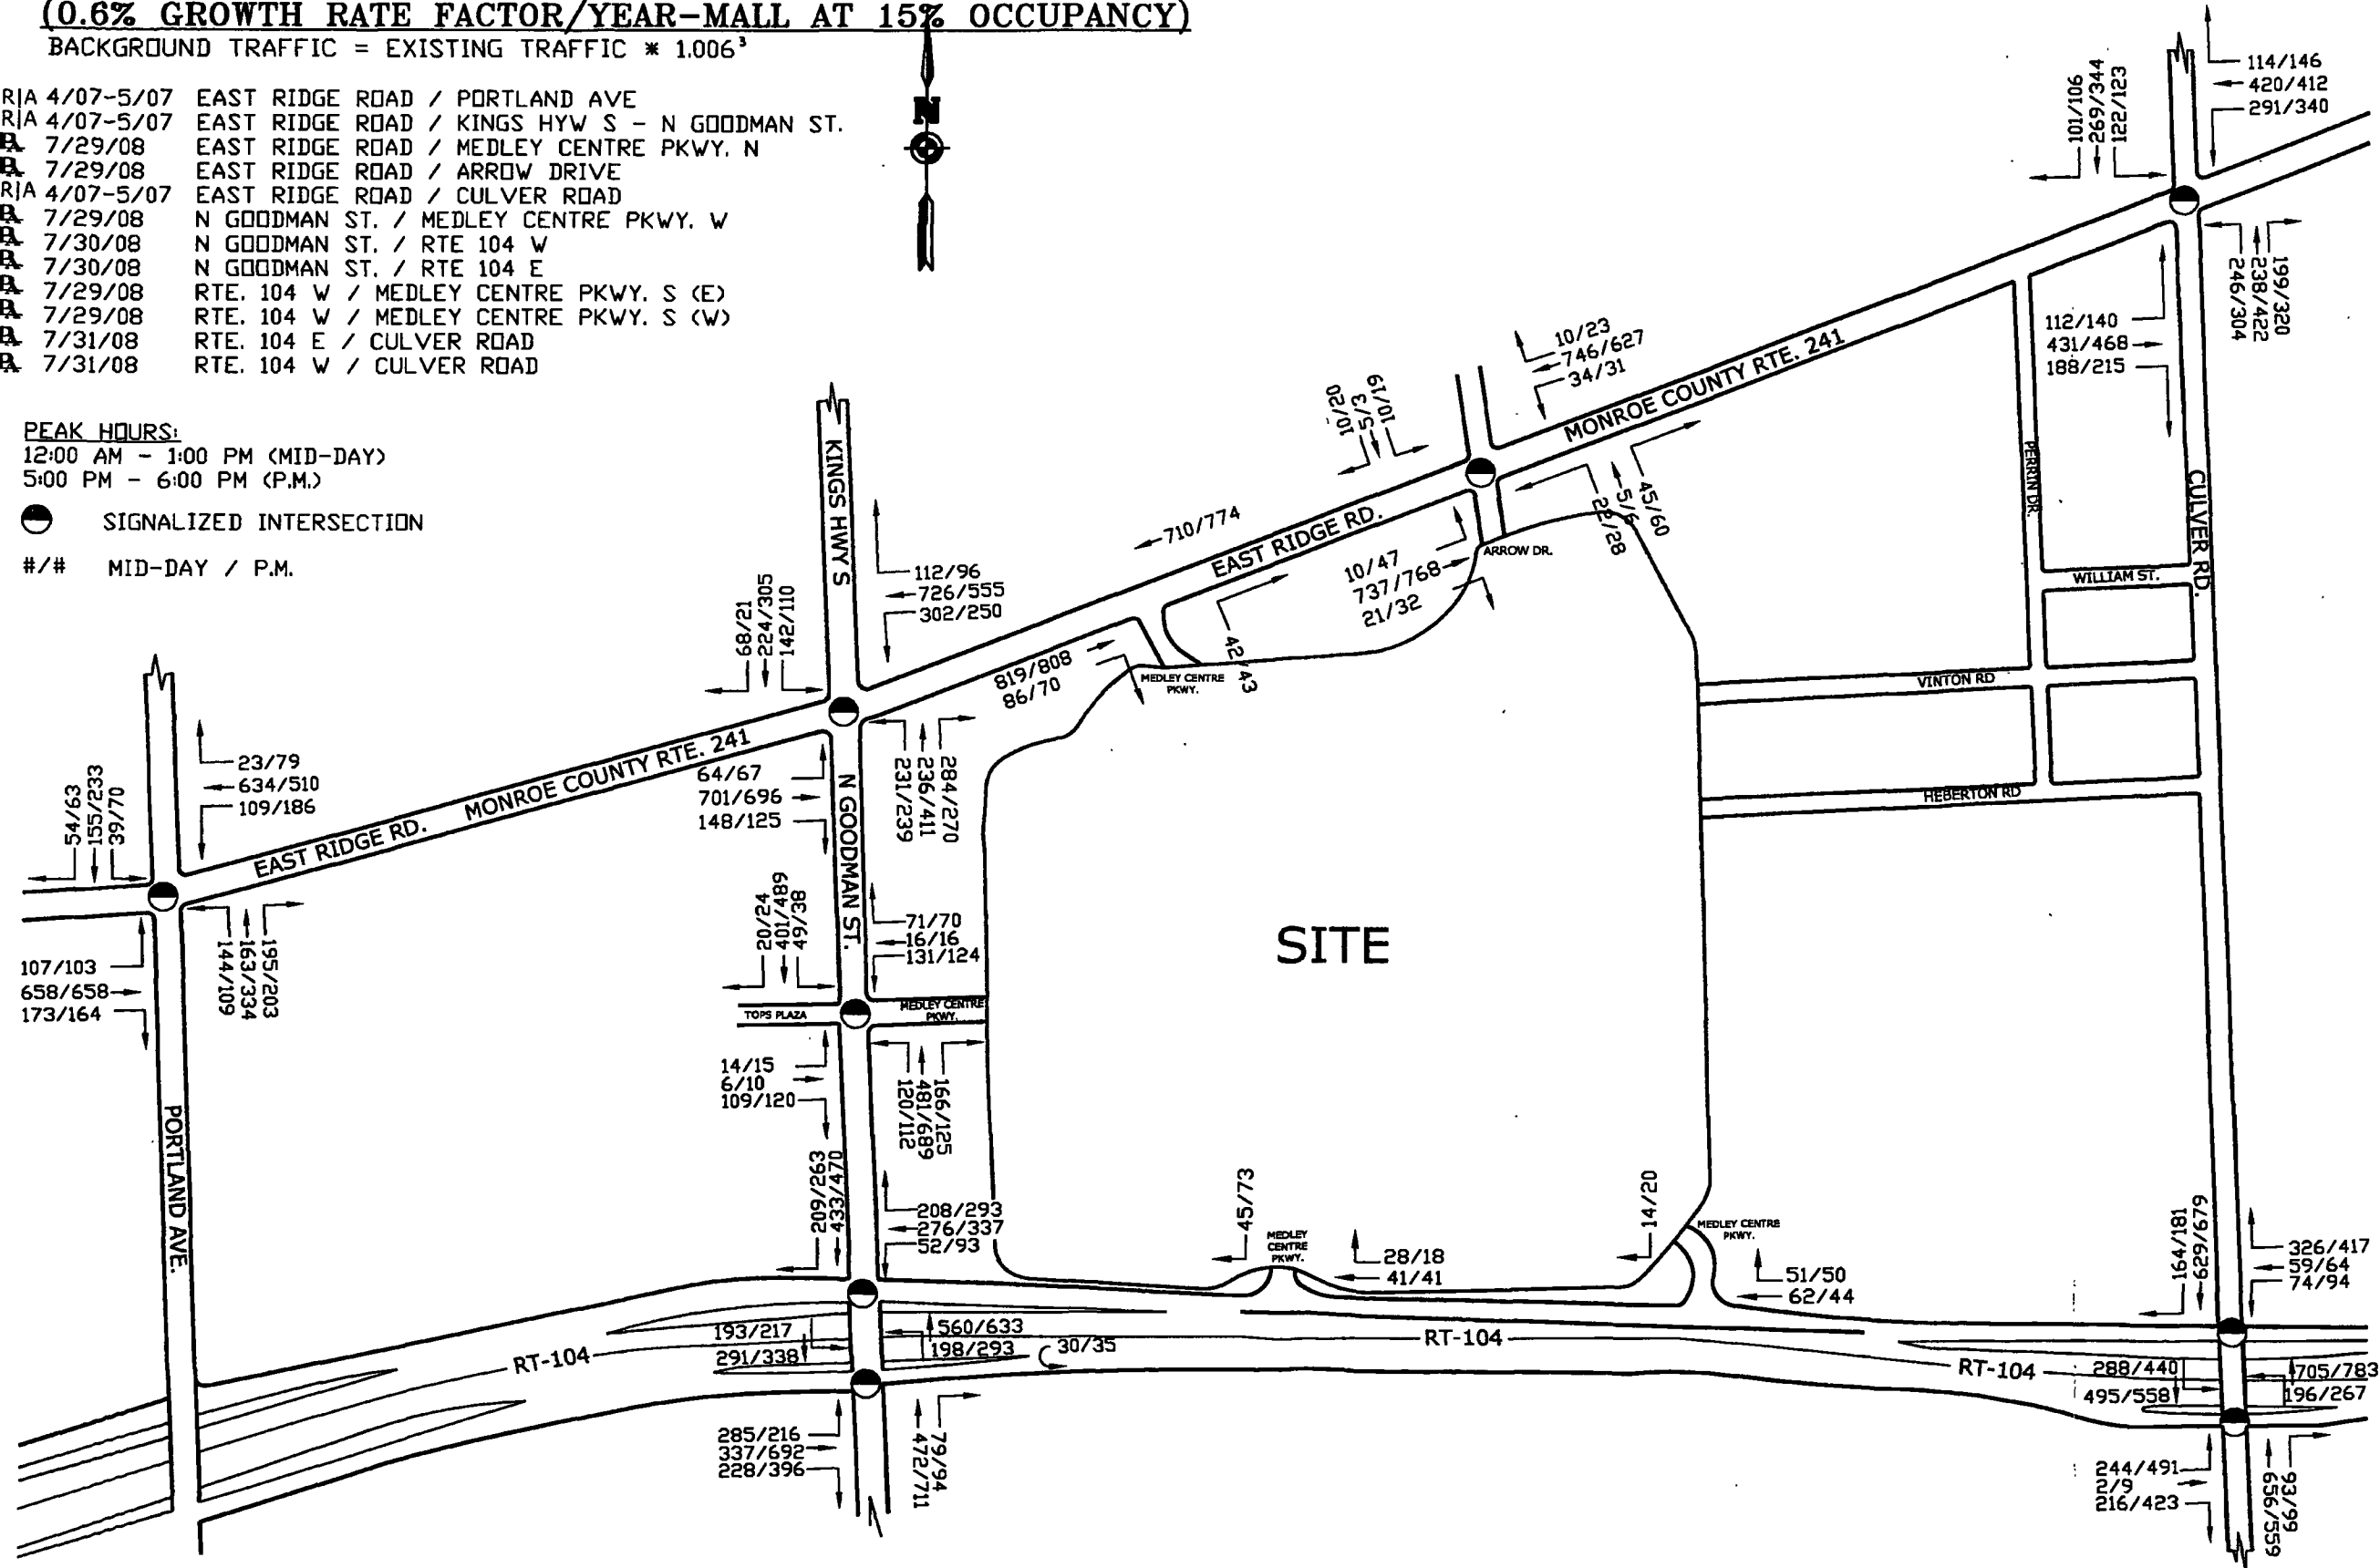 (0.6% GROWTH RATE FACTOR/YEAR-MALL AT 15% OCCUPANCY)
BACKGROUND TRAFFIC = EXISTING TRAFFIC * 1.006³
R|A 4/07-5/07 EAST RIDGE ROAD / PORTLAND AVE
R|A 4/07-5/07 EAST RIDGE ROAD / KINGS HYW S - N GOODMAN ST.
7/29/08 EAST RIDGE ROAD / MEDLEY CENTRE PKWY. N
7/29/08 EAST RIDGE ROAD / ARROW DRIVE
R|A 4/07-5/07 EAST RIDGE ROAD / CULVER ROAD
7/29/08 N GOODMAN ST. / MEDLEY CENTRE PKWY. W
7/30/08 N GOODMAN ST. / RTE 104 W
7/30/08 N GOODMAN ST. / RTE 104 E
7/29/08 RTE. 104 W / MEDLEY CENTRE PKWY. S (E)
7/29/08 RTE. 104 W / MEDLEY CENTRE PKWY. S (W)
7/31/08 RTE. 104 E / CULVER ROAD
7/31/08 RTE. 104 W / CULVER ROAD
N
PEAK HOURS:
12:00 AM - 1:00 PM (MID-DAY)
5:00 PM - 6:00 PM (P.M.)
SIGNALIZED INTERSECTION
#/# MID-DAY / P.M.
101/106
269/344
122/123
114/146
420/412
291/340
246/304
238/422
199/320
112/140
431/468
188/215
10/20
5/3
10/19
10/23
746/627
34/31
MONROE COUNTY RTE. 241
22/28
5/6
45/60
10/47
737/768
21/32
ARROW DR.
710/774
EAST RIDGE RD.
PERRIN DR.
CULVER RD.
WILLIAM ST.
VINTON RD
HEBERTON RD
KINGS HWY S
68/21
224/305
142/110
112/96
726/555
302/250
819/808
86/70
MEDLEY CENTRE
PKWY.
42/43
54/63
155/233
39/70
23/79
634/510
109/186
EAST RIDGE RD.
MONROE COUNTY RTE. 241
64/67
701/696
148/125
N GOODMAN ST.
231/239
236/411
284/270
107/103
658/658
173/164
144/109
163/334
195/203
PORTLAND AVE.
20/24
401/489
49/38
71/70
16/16
131/124
TOPS PLAZA
MEDLEY CENTRE
PKWY.
14/15
6/10
109/120
120/112
481/689
166/125
SITE
209/263
433/470
208/293
276/337
52/93
45/73
MEDLEY
CENTRE
PKWY.
28/18
41/41
14/20
MEDLEY CENTRE
PKWY.
51/50
62/44
164/181
629/679
326/417
59/64
74/94
RT-104
193/217
291/338
560/633
198/293
30/35
RT-104
RT-104
288/440
495/558
705/783
196/267
285/216
337/692
228/396
472/711
79/94
244/491
2/9
216/423
656/559
93/99